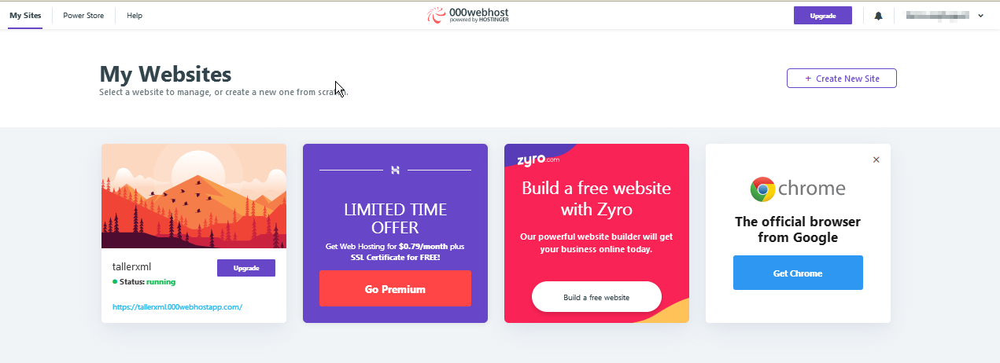 My Sites
Power Store
Help
000webhost
powered by HOSTINGER
Upgrade
My Websites
Select a website to manage, or create a new one from scratch.
+ Create New Site
tallerxml
Upgrade
Status: running
https://tallerxml.000webhostapp.com/
LIMITED TIME
OFFER
Get Web Hosting for $0.79/month plus
SSL Certificate for FREE!
Go Premium
zyro.com
Build a free website
with Zyro
Our powerful website builder will get
your business online today.
Build a free website
chrome
The official browser
from Google
Get Chrome